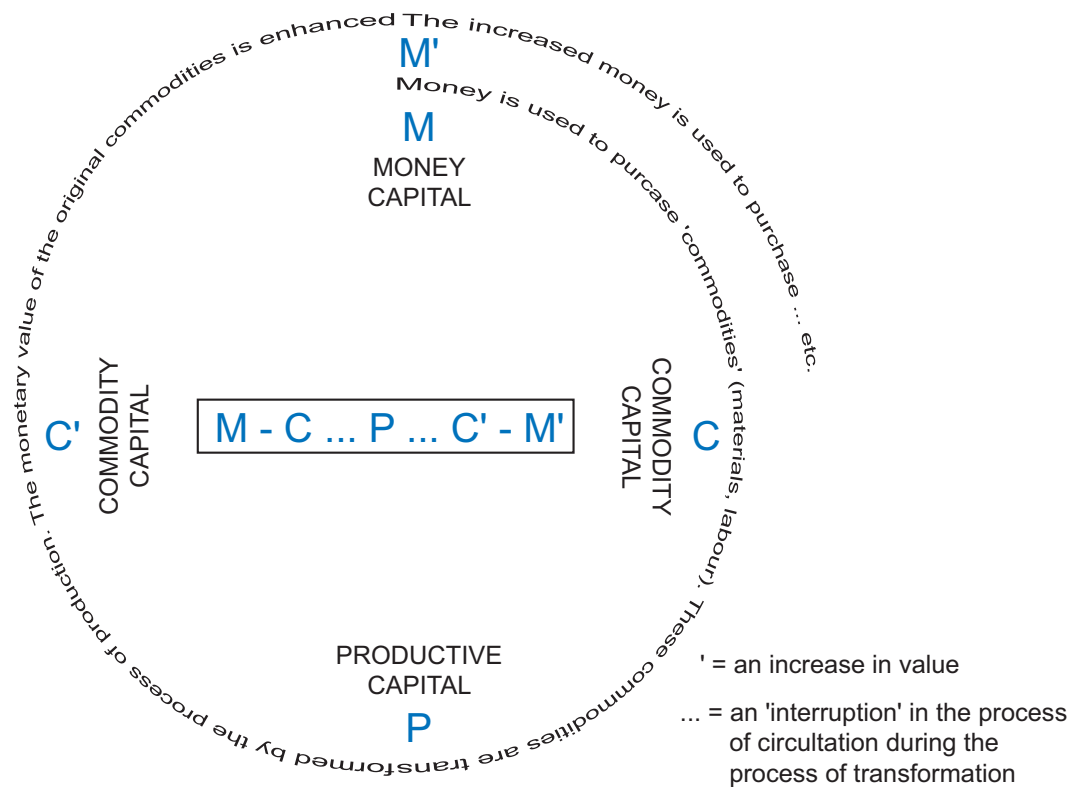 Money is used to purcase 'commodities' (materials, labour). These commodities are transformed by the process of production. The monetary value of the original commodities is enhanced The increased money is used to purchase ... etc.
M'
M
MONEY
CAPITAL
COMMODITY
CAPITAL
C
PRODUCTIVE
CAPITAL
P
C'
COMMODITY
CAPITAL
M - C ... P ... C' - M'
' = an increase in value
... = an 'interruption' in the process
of circultation during the
process of transformation